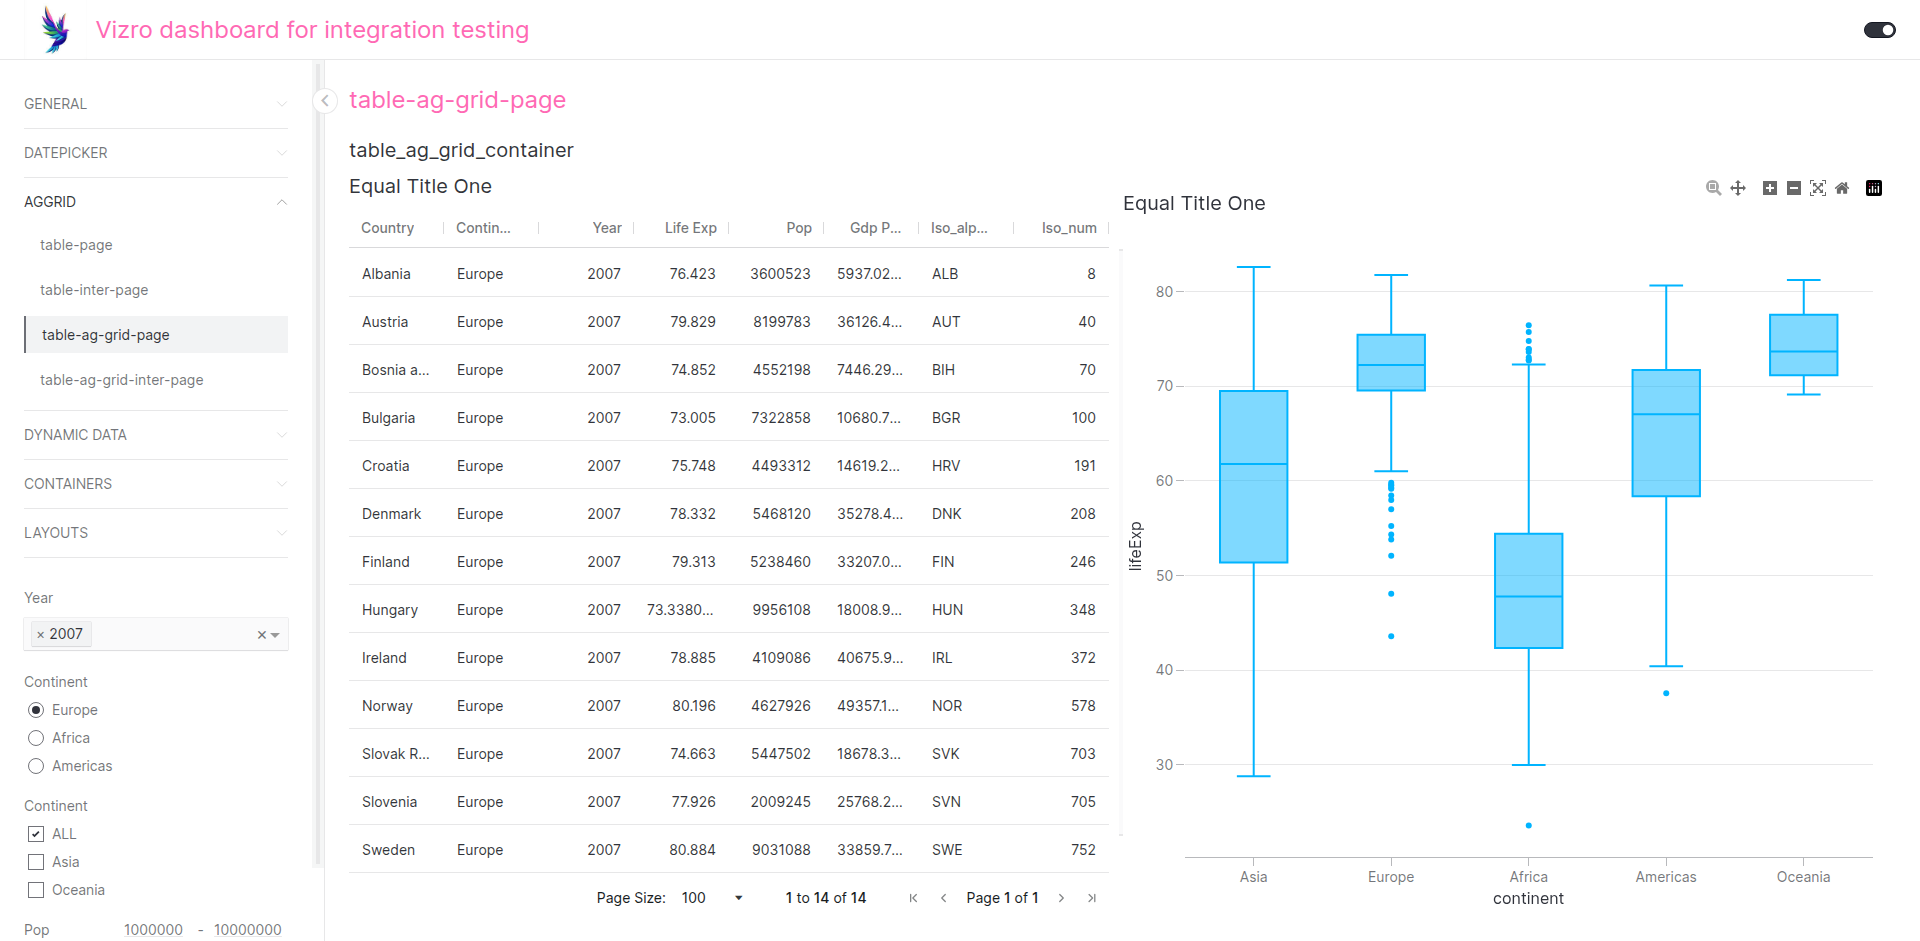 Vizro dashboard for integration testing
GENERAL
DATEPICKER
AGGRID
table-page
table-inter-page
table-ag-grid-page
table-ag-grid-inter-page
DYNAMIC DATA
CONTAINERS
LAYOUTS
Year
× 2007
Continent
Europe
Africa
Americas
Continent
ALL
Asia
Oceania
Pop 1000000 - 10000000
table-ag-grid-page
table_ag_grid_container
Equal Title One
Country Contin... Year Life Exp Pop Gdp P... Iso_alp... Iso_num
Albania Europe 2007 76.423 3600523 5937.02... ALB 8
Austria Europe 2007 79.829 8199783 36126.4... AUT 40
Bosnia a... Europe 2007 74.852 4552198 7446.29... BIH 70
Bulgaria Europe 2007 73.005 7322858 10680.7... BGR 100
Croatia Europe 2007 75.748 4493312 14619.2... HRV 191
Denmark Europe 2007 78.332 5468120 35278.4... DNK 208
Finland Europe 2007 79.313 5238460 33207.0... FIN 246
Hungary Europe 2007 73.3380... 9956108 18008.9... HUN 348
Ireland Europe 2007 78.885 4109086 40675.9... IRL 372
Norway Europe 2007 80.196 4627926 49357.1... NOR 578
Slovak R... Europe 2007 74.663 5447502 18678.3... SVK 703
Slovenia Europe 2007 77.926 2009245 25768.2... SVN 705
Sweden Europe 2007 80.884 9031088 33859.7... SWE 752
Page Size: 100 1 to 14 of 14 Page 1 of 1
Equal Title One
80
70
60
50
40
30
lifeExp
Asia Europe Africa Americas Oceania
continent